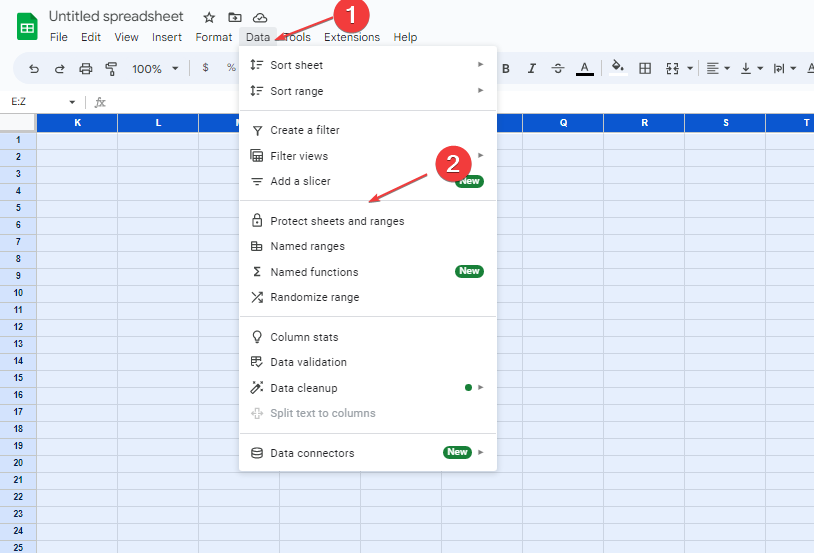 Untitled spreadsheet
1
File Edit View Insert Format Data Tools Extensions Help
100% $ % B I S A
E:Z fx
K L M Q R S T
Sort sheet
Sort range
Create a filter
Filter views
2
Add a slicer New
Protect sheets and ranges
Named ranges
Σ Named functions New
Randomize range
Column stats
Data validation
Data cleanup
Split text to columns
Data connectors New
1
2
3
4
5
6
7
8
9
10
11
12
13
14
15
16
17
18
19
20
21
22
23
24
25